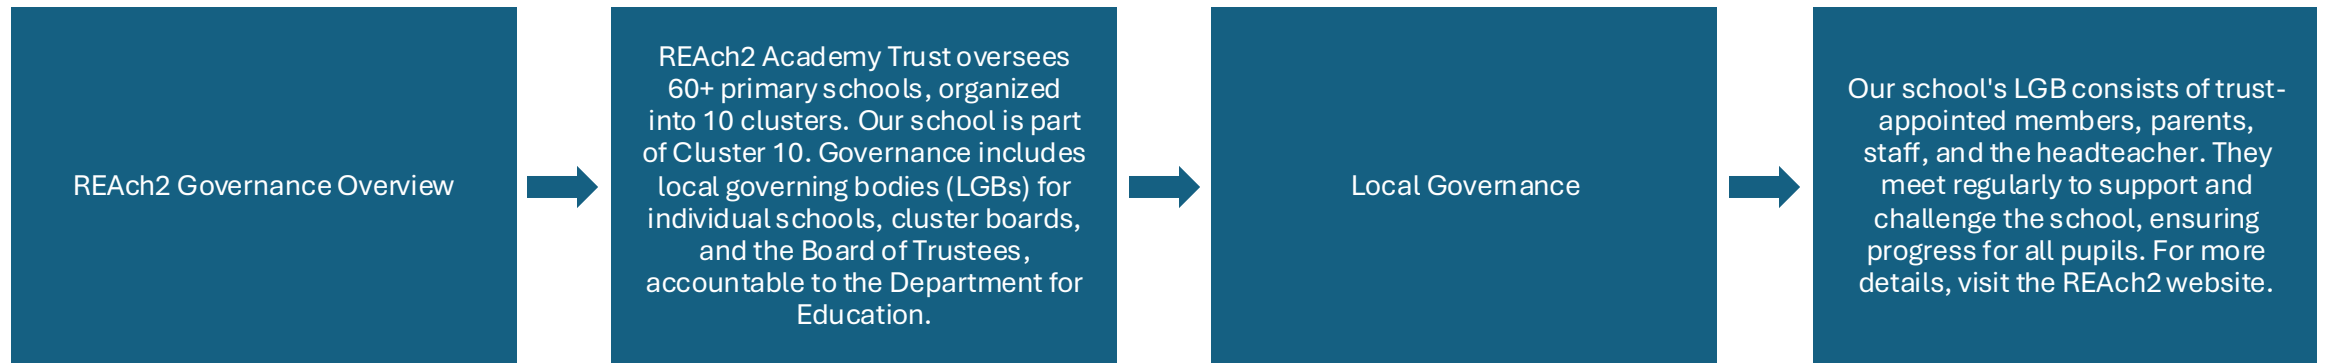 REAch2 Governance Overview
REAch2 Academy Trust oversees
60+ primary schools, organized
into 10 clusters. Our school is part
of Cluster 10. Governance includes
local governing bodies (LGBs) for
individual schools, cluster boards,
and the Board of Trustees,
accountable to the Department for
Education.
Local Governance
Our school's LGB consists of trust-
appointed members, parents,
staff, and the headteacher. They
meet regularly to support and
challenge the school, ensuring
progress for all pupils. For more
details, visit the REAch2 website.